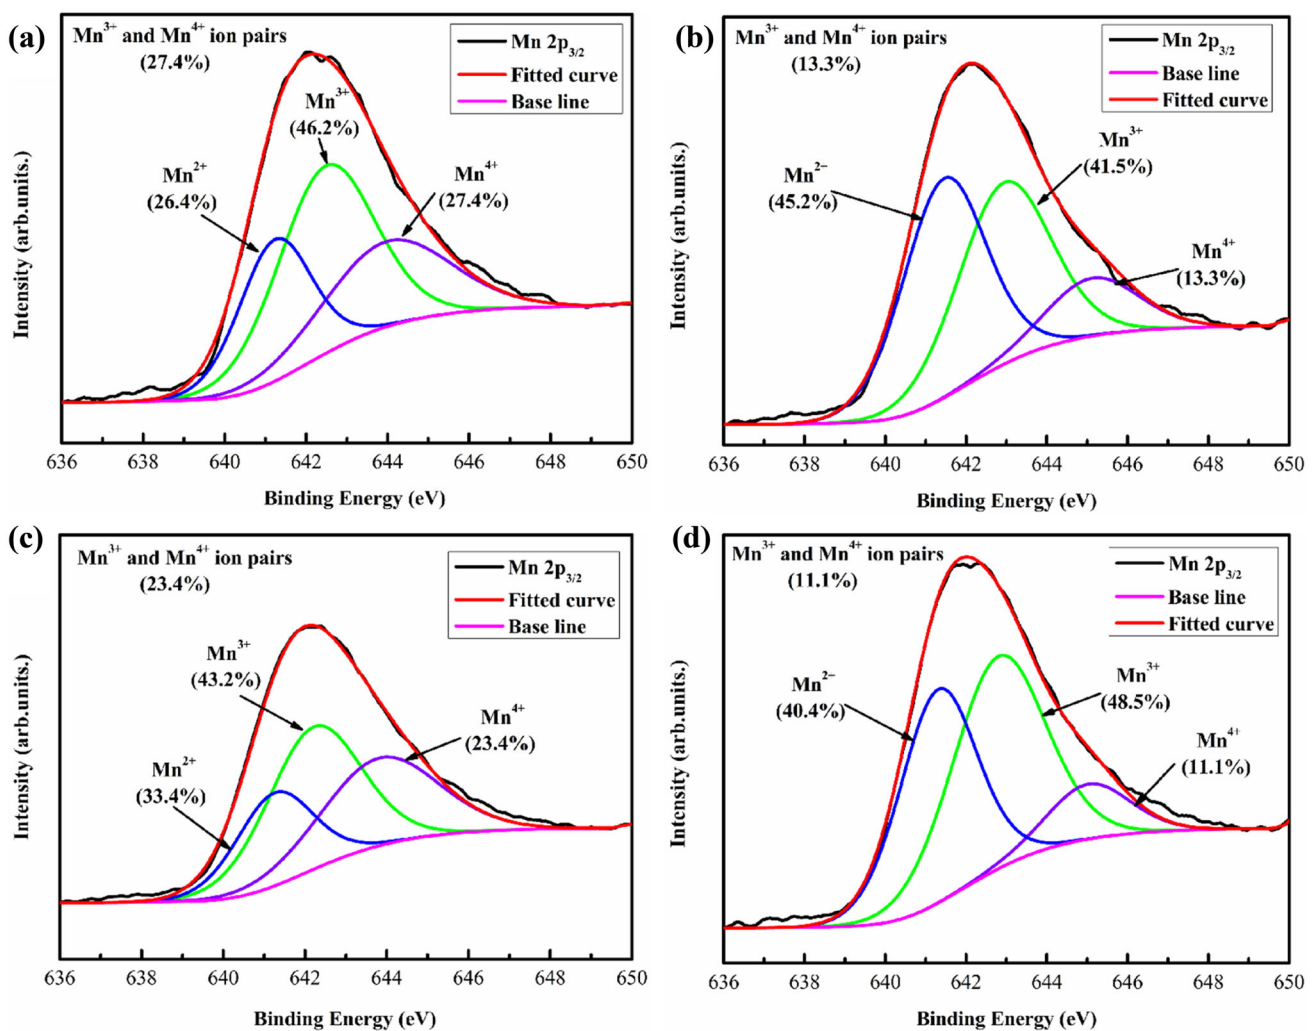 (a)
Mn³⁺ and Mn⁴⁺ ion pairs
(27.4%)
Mn 2p₃/₂
Fitted curve
Base line
Mn³⁺
(46.2%)
Mn²⁺
(26.4%)
Mn⁴⁺
(27.4%)
Intensity (arb.units.)
636 638 640 642 644 646 648 650
Binding Energy (eV)
(b)
Mn³⁺ and Mn⁴⁺ ion pairs
(13.3%)
Mn 2p₃/₂
Base line
Fitted curve
Mn²⁻
(45.2%)
Mn³⁺
(41.5%)
Mn⁴⁺
(13.3%)
Intensity (arb.units.)
636 638 640 642 644 646 648 650
Binding Energy (eV)
(c)
Mn³⁺ and Mn⁴⁺ ion pairs
(23.4%)
Mn 2p₃/₂
Fitted curve
Base line
Mn³⁺
(43.2%)
Mn²⁺
(33.4%)
Mn⁴⁺
(23.4%)
Intensity (arb.units.)
636 638 640 642 644 646 648 650
Binding Energy (eV)
(d)
Mn³⁺ and Mn⁴⁺ ion pairs
(11.1%)
Mn 2p₃/₂
Base line
Fitted curve
Mn²⁻
(40.4%)
Mn³⁺
(48.5%)
Mn⁴⁺
(11.1%)
Intensity (arb.units.)
636 638 640 642 644 646 648 650
Binding Energy (eV)